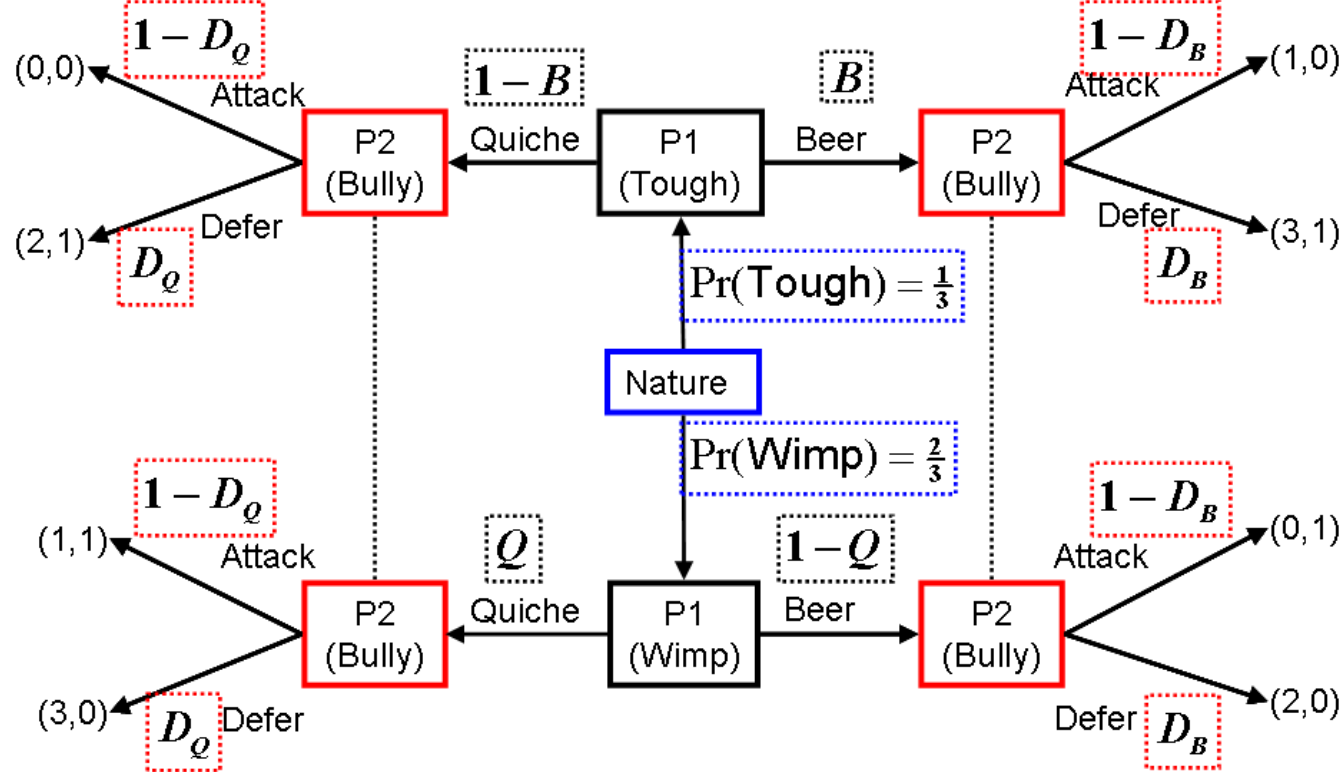 1 − D_Q
(0,0)
Attack
1 − B
B
1 − D_B
(1,0)
Attack
P2
(Bully)
Quiche
P1
(Tough)
Beer
P2
(Bully)
Defer
(2,1)
D_Q
Defer
(3,1)
D_B
Pr(Tough) = 1/3
Nature
Pr(Wimp) = 2/3
1 − D_Q
(1,1)
Attack
Q
1 − Q
1 − D_B
(0,1)
Attack
P2
(Bully)
Quiche
P1
(Wimp)
Beer
P2
(Bully)
(3,0)
D_Q
Defer
Defer
D_B
(2,0)